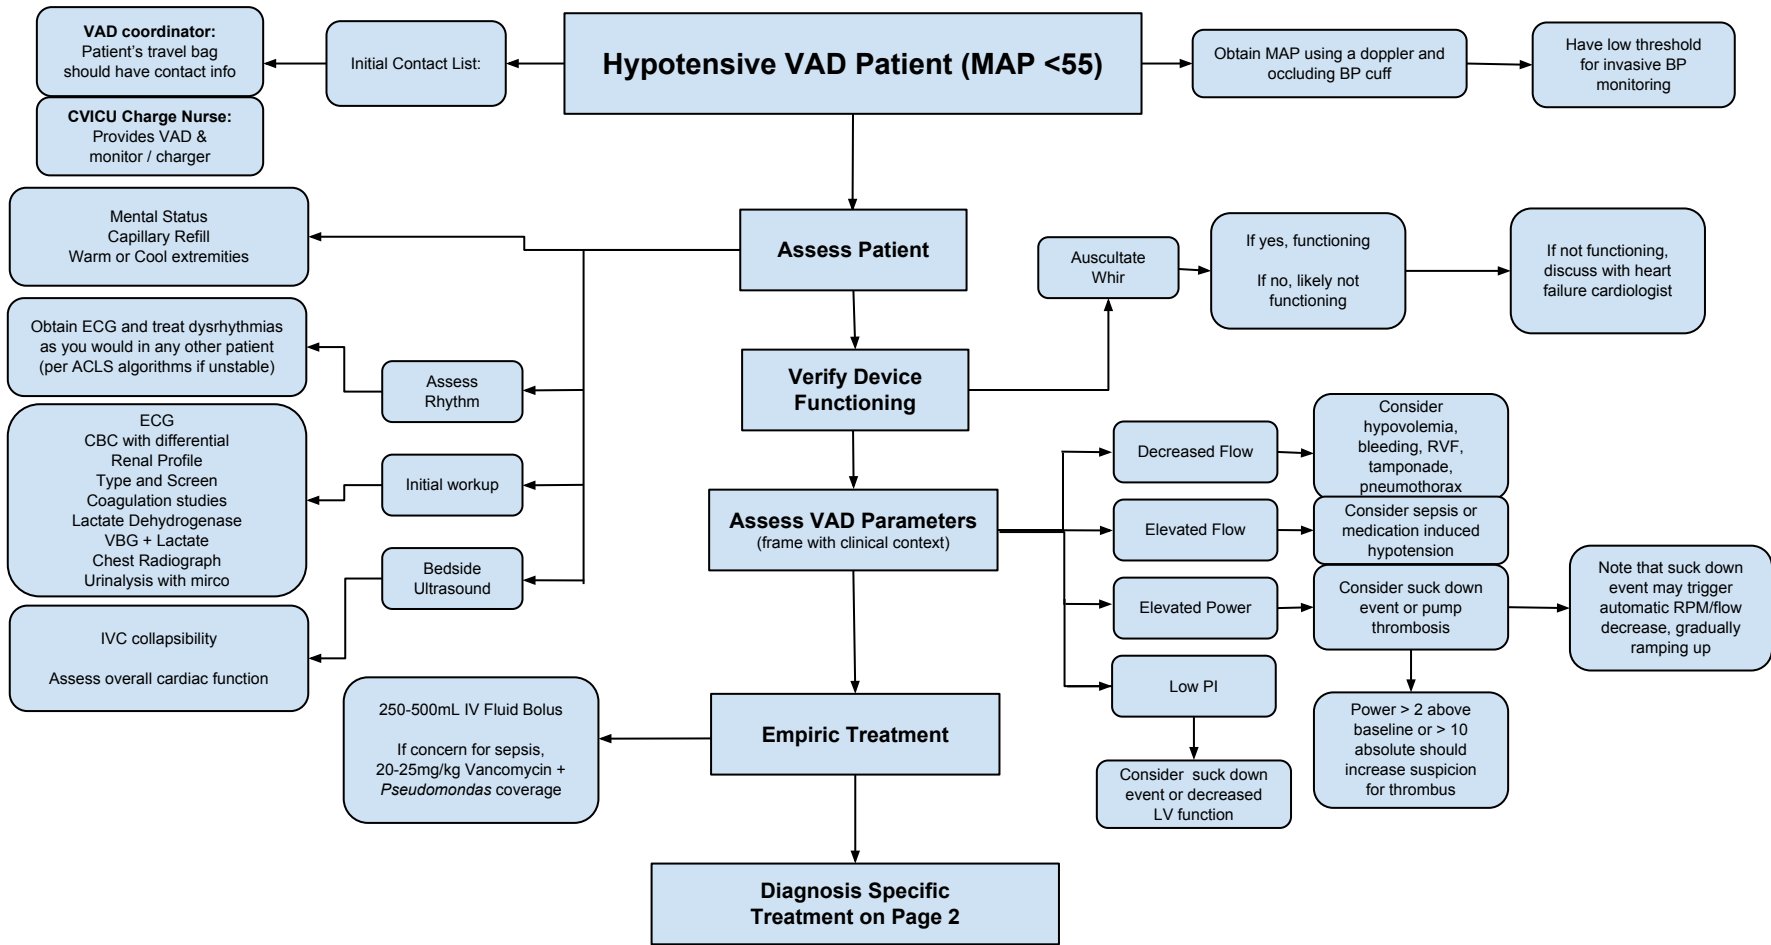 VAD coordinator:
Patient's travel bag
should have contact info
CVICU Charge Nurse:
Provides VAD &
monitor / charger
Initial Contact List:
Hypotensive VAD Patient (MAP <55)
Obtain MAP using a doppler and
occluding BP cuff
Have low threshold
for invasive BP
monitoring
Assess Patient
Mental Status
Capillary Refill
Warm or Cool extremities
Assess
Rhythm
Obtain ECG and treat dysrhythmias
as you would in any other patient
(per ACLS algorithms if unstable)
Initial workup
ECG
CBC with differential
Renal Profile
Type and Screen
Coagulation studies
Lactate Dehydrogenase
VBG + Lactate
Chest Radiograph
Urinalysis with mirco
Bedside
Ultrasound
IVC collapsibility
Assess overall cardiac function
Verify Device
Functioning
Auscultate
Whir
If yes, functioning
If no, likely not
functioning
If not functioning,
discuss with heart
failure cardiologist
Assess VAD Parameters
(frame with clinical context)
Decreased Flow
Consider
hypovolemia,
bleeding, RVF,
tamponade,
pneumothorax
Elevated Flow
Consider sepsis or
medication induced
hypotension
Elevated Power
Consider suck down
event or pump
thrombosis
Note that suck down
event may trigger
automatic RPM/flow
decrease, gradually
ramping up
Power > 2 above
baseline or > 10
absolute should
increase suspicion
for thrombus
Low PI
Consider suck down
event or decreased
LV function
Empiric Treatment
250-500mL IV Fluid Bolus
If concern for sepsis,
20-25mg/kg Vancomycin +
Pseudomondas coverage
Diagnosis Specific
Treatment on Page 2